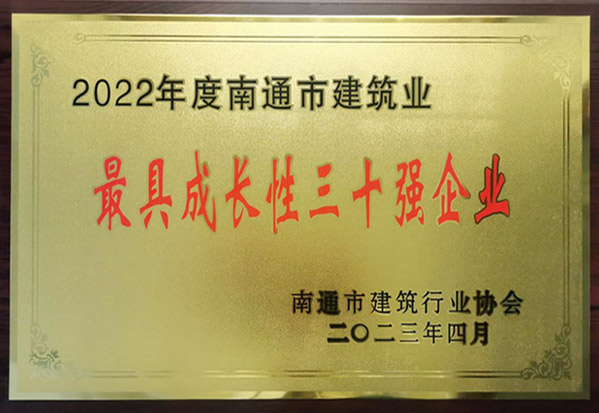 2022年度南通市建筑业
最具成长性三十强企业
南通市建筑行业协会
二〇二三年四月